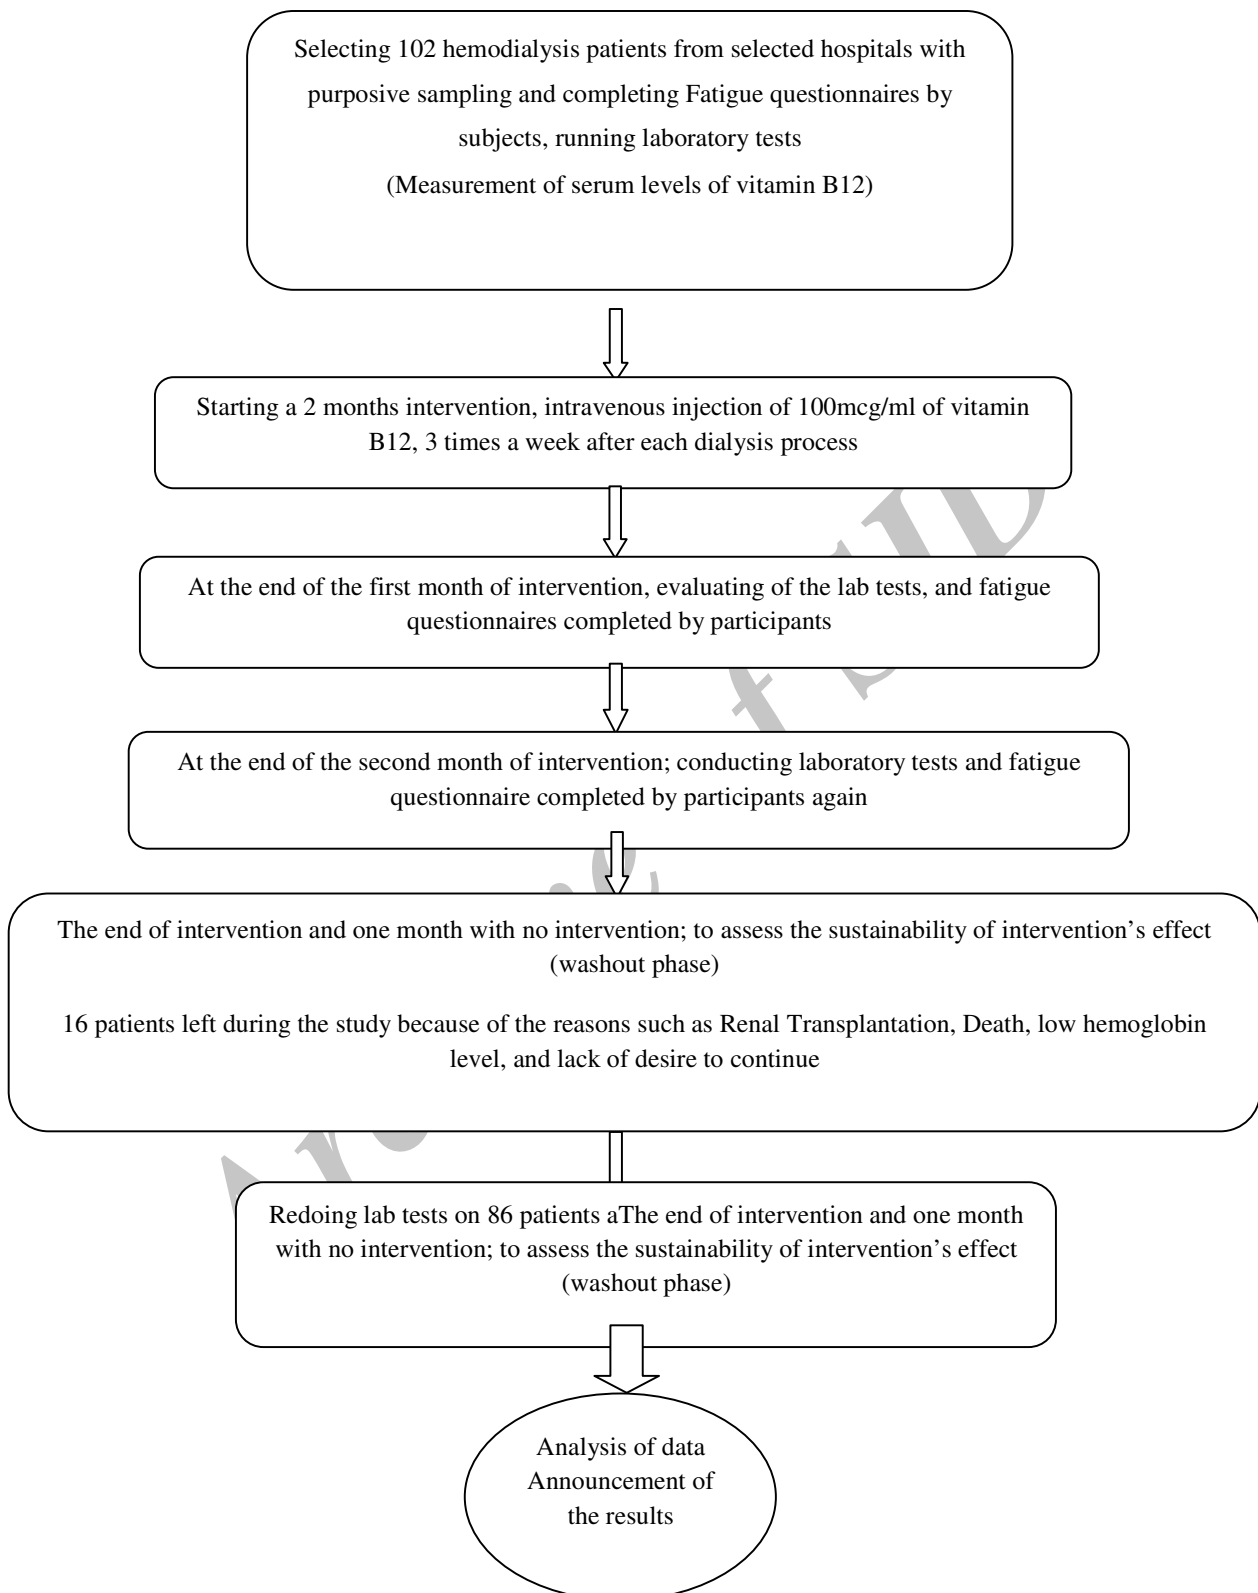 Selecting 102 hemodialysis patients from selected hospitals with
purposive sampling and completing Fatigue questionnaires by
subjects, running laboratory tests
(Measurement of serum levels of vitamin B12)
Starting a 2 months intervention, intravenous injection of 100mcg/ml of vitamin
B12, 3 times a week after each dialysis process
At the end of the first month of intervention, evaluating of the lab tests, and fatigue
questionnaires completed by participants
At the end of the second month of intervention; conducting laboratory tests and fatigue
questionnaire completed by participants again
The end of intervention and one month with no intervention; to assess the sustainability of intervention’s effect
(washout phase)
16 patients left during the study because of the reasons such as Renal Transplantation, Death, low hemoglobin
level, and lack of desire to continue
Redoing lab tests on 86 patients aThe end of intervention and one month
with no intervention; to assess the sustainability of intervention’s effect
(washout phase)
Analysis of data
Announcement of
the results